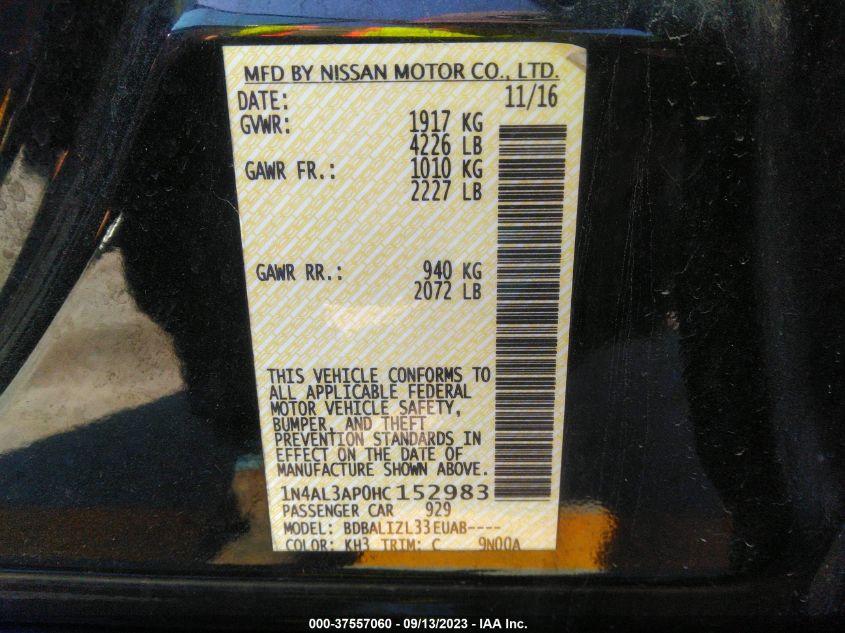 MFD BY NISSAN MOTOR CO., LTD.
DATE: 11/16
GVWR: 1917 KG
4226 LB
GAWR FR.: 1010 KG
2227 LB
GAWR RR.: 940 KG
2072 LB
THIS VEHICLE CONFORMS TO
ALL APPLICABLE FEDERAL
MOTOR VEHICLE SAFETY,
BUMPER, AND THEFT
PREVENTION STANDARDS IN
EFFECT ON THE DATE OF
MANUFACTURE SHOWN ABOVE.
1N4AL3AP0HC152983
PASSENGER CAR 929
MODEL: BDBALIZL33EUAB----
COLOR: KH3 TRIM: C 9N00A
000-37557060 - 09/13/2023 - IAA Inc.